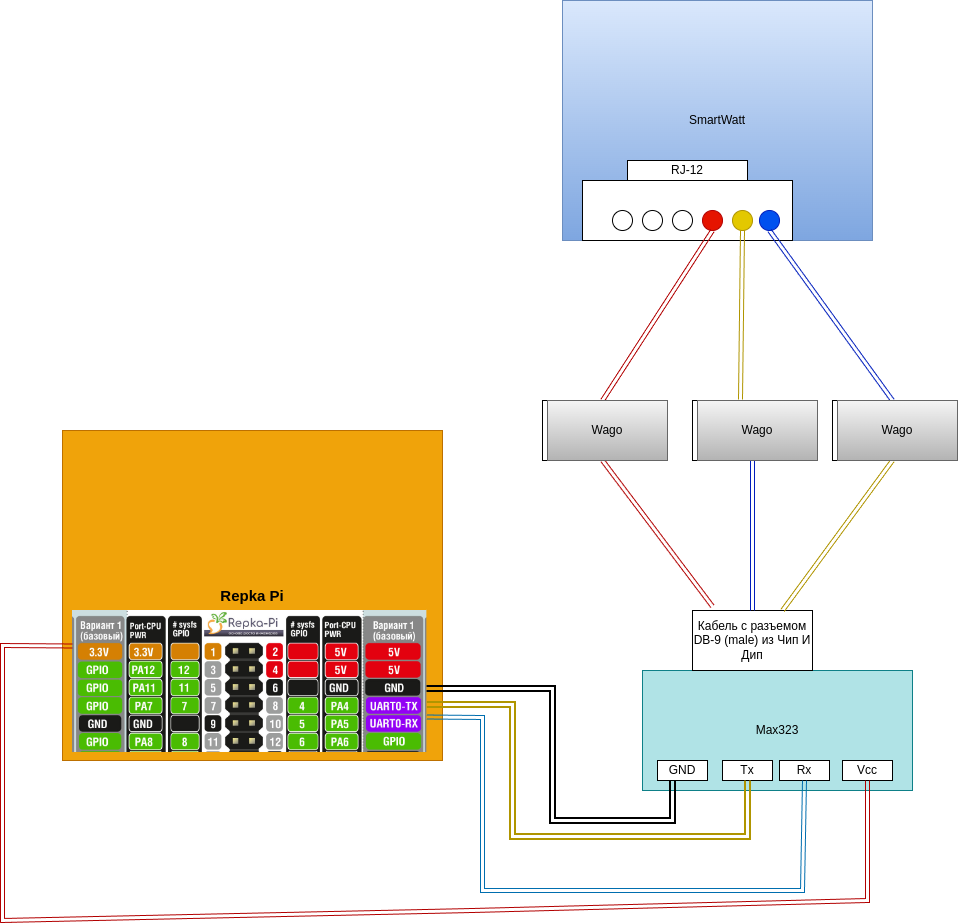 SmartWatt
RJ-12
Wago
Wago
Wago
Repka Pi
Вариант 1 (базовый) Port-CPU PWR # sysfs GPIO Repka-Pi # sysfs GPIO Port-CPU PWR Вариант 1 (базовый)
3.3V 3.3V 1 2 5V 5V
GPIO PA12 12 3 4 5V 5V
GPIO PA11 11 5 6 GND GND
GPIO PA7 7 7 8 4 PA4 UART0-TX
GND GND 9 10 5 PA5 UART0-RX
GPIO PA8 8 11 12 6 PA6 GPIO
Кабель с разъемом
DB-9 (male) из Чип И
Дип
Max323
GND Tx Rx Vcc